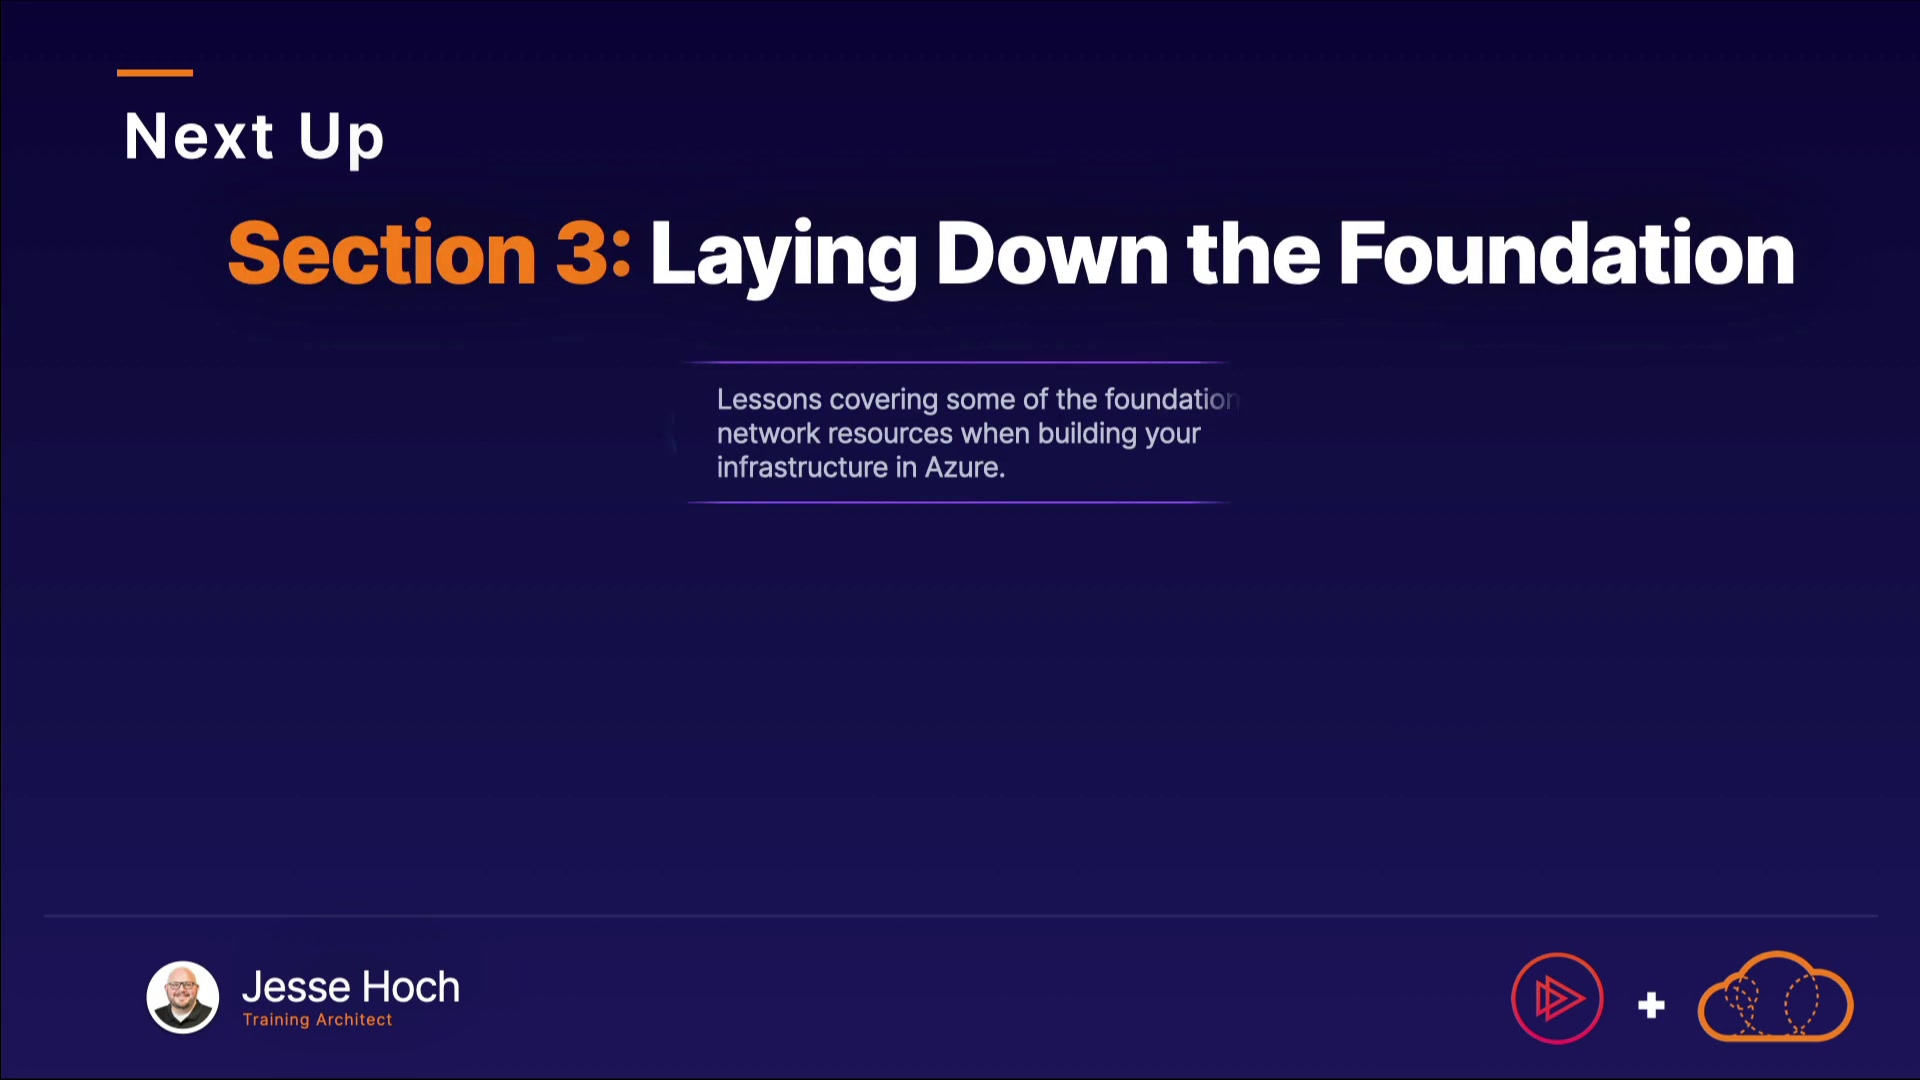 Next Up
Section 3: Laying Down the Foundation
Lessons covering some of the foundation
network resources when building your
infrastructure in Azure.
Jesse Hoch
Training Architect